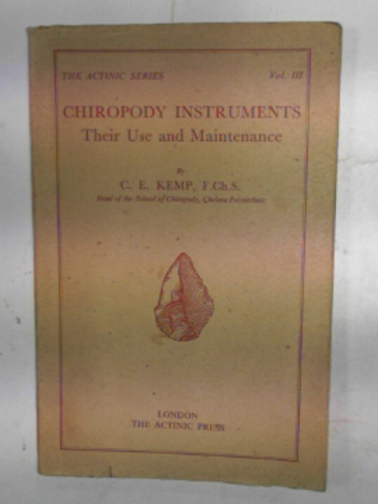 THE ACTINIC SERIES Vol. III
CHIROPODY INSTRUMENTS
Their Use and Maintenance
By
C. E. KEMP, F.Ch.S.
Head of the School of Chiropody, Chelsea Polytechnic
LONDON
THE ACTINIC PRESS